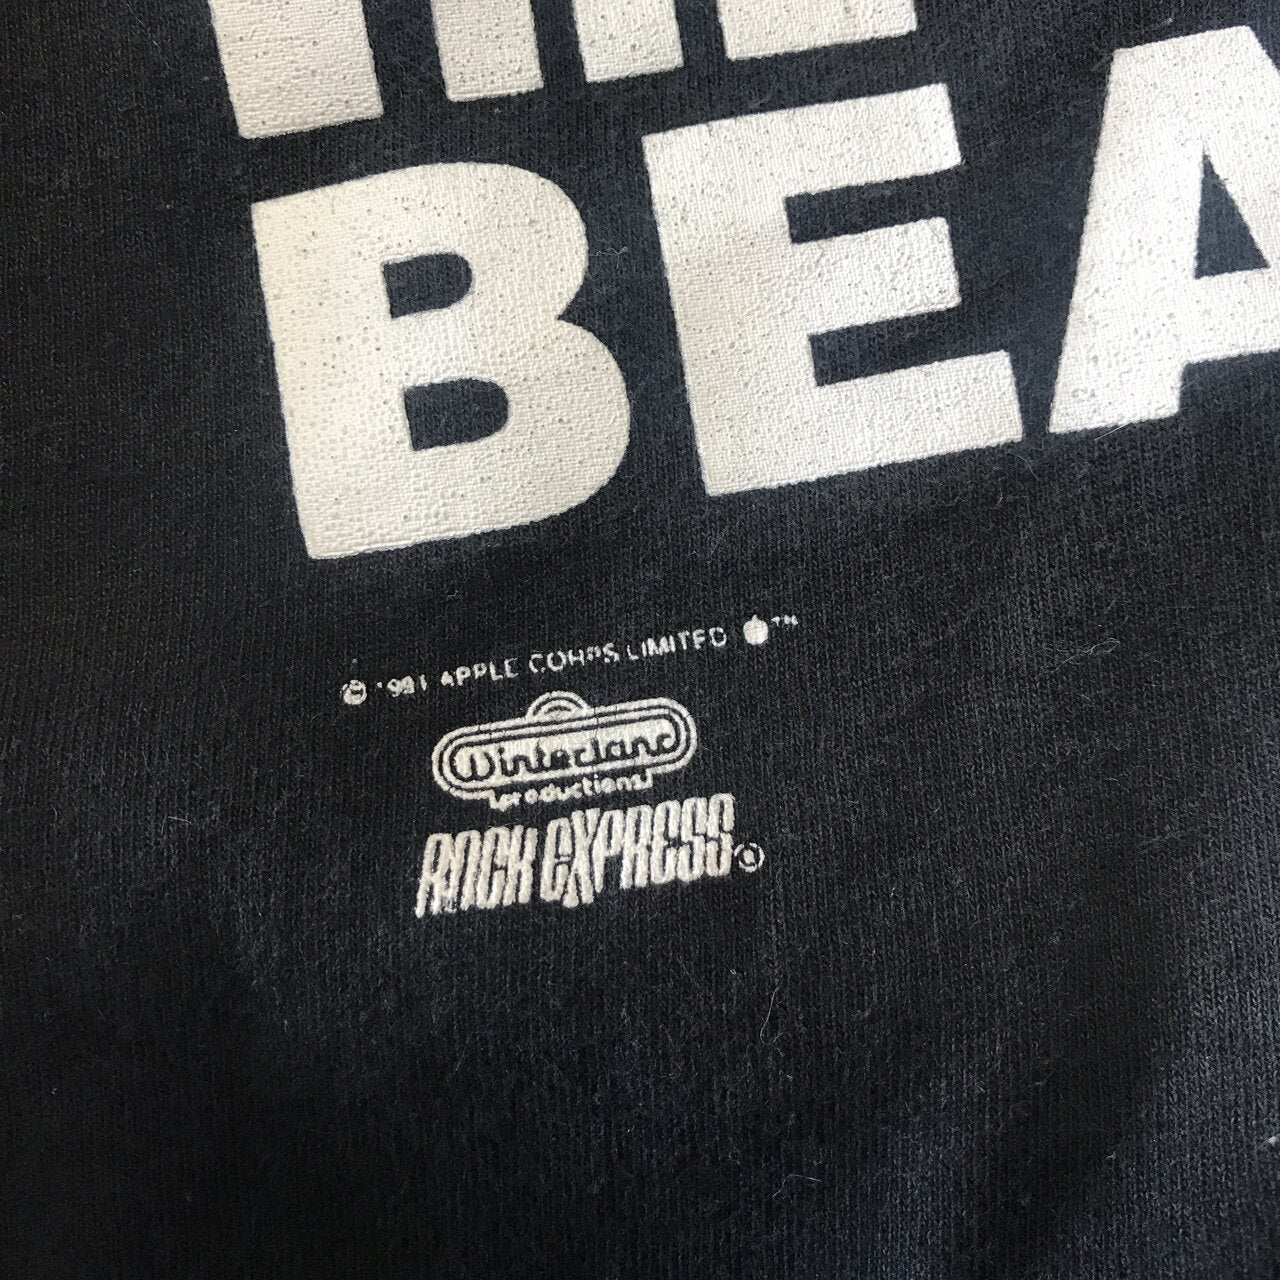 BEA
© 1991 APPLE CORPS LIMITED ™
Winterland
productions
ROCK EXPRESS ®